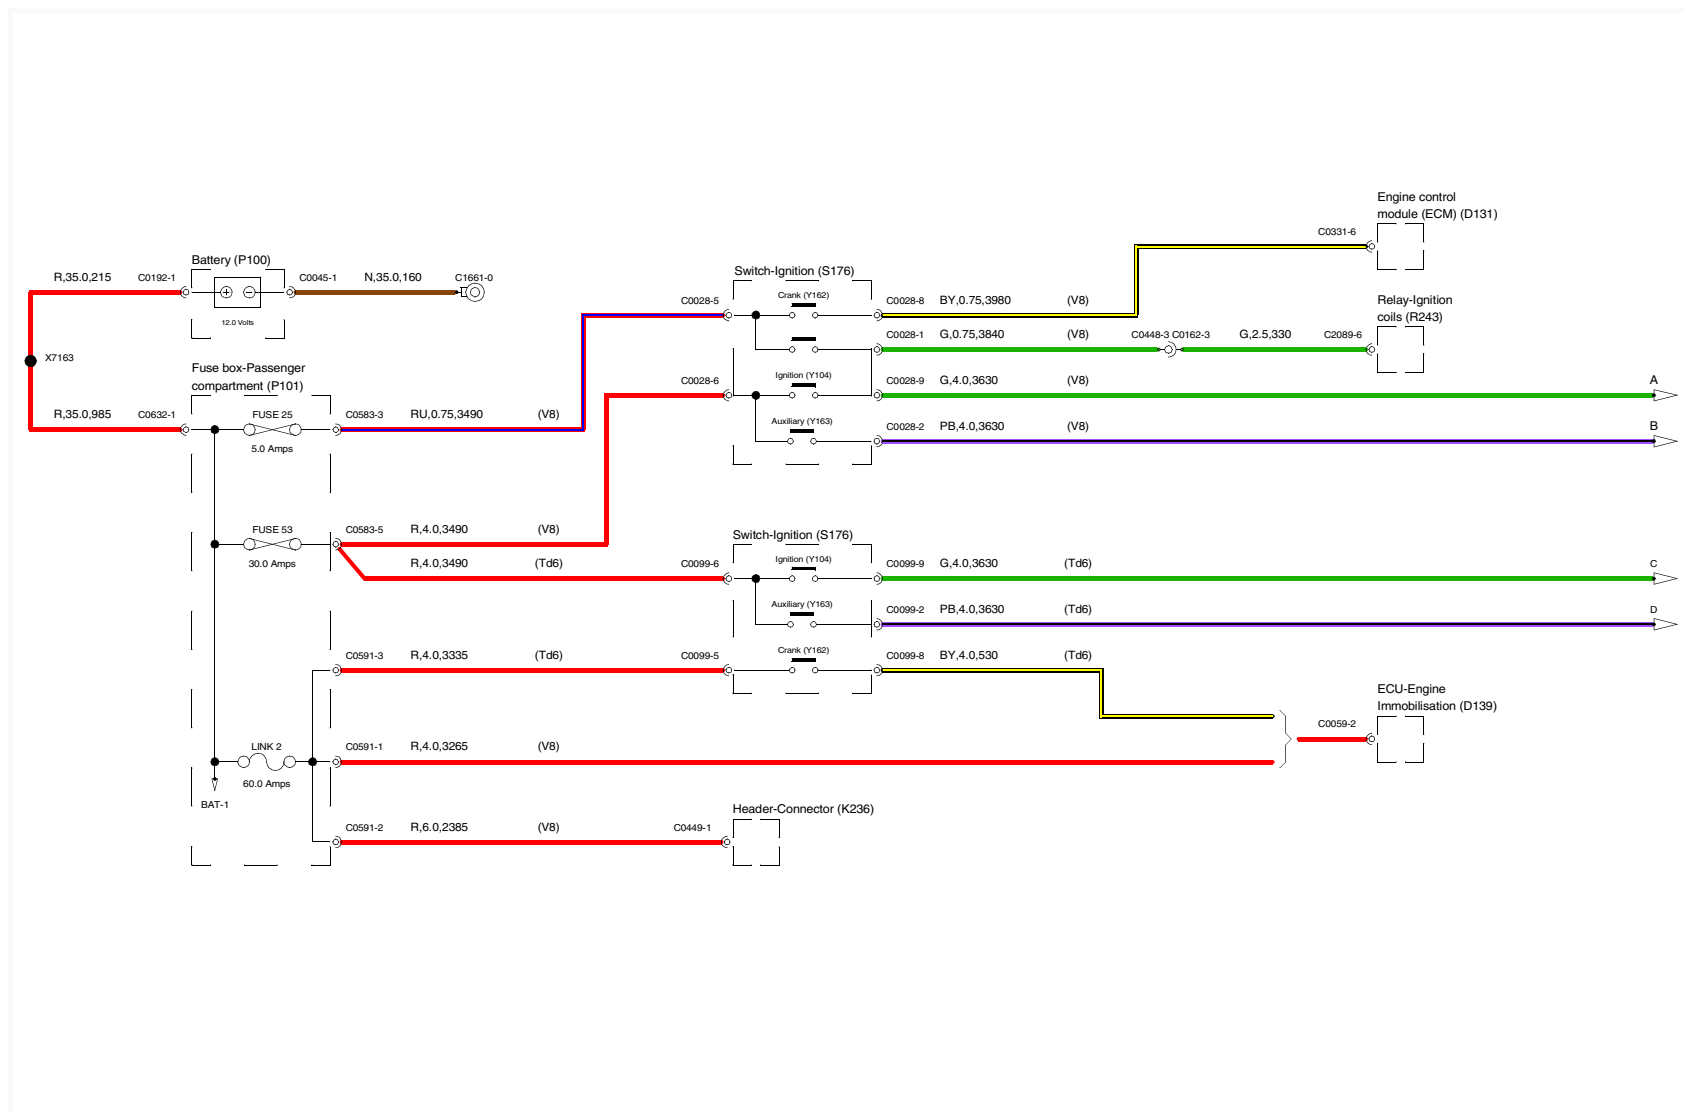 Engine control
module (ECM) (D131)
C0331-6
Battery (P100)
R,35.0,215
C0192-1
C0045-1
N,35.0,160
C1661-0
12.0 Volts
Switch-Ignition (S176)
Crank (Y162)
C0028-5
C0028-8
BY,0.75,3980
(V8)
Relay-Ignition
coils (R243)
C0028-1
G,0.75,3840
(V8)
C0448-3 C0162-3
G,2.5,330
C2089-6
X7163
Fuse box-Passenger
compartment (P101)
C0028-6
Ignition (Y104)
C0028-9
G,4.0,3630
(V8)
A
R,35.0,985
C0632-1
FUSE 25
5.0 Amps
C0583-3
RU,0.75,3490
(V8)
Auxiliary (Y163)
C0028-2
PB,4.0,3630
(V8)
B
FUSE 53
30.0 Amps
C0583-5
R,4.0,3490
(V8)
R,4.0,3490
(Td6)
Switch-Ignition (S176)
Ignition (Y104)
C0099-6
C0099-9
G,4.0,3630
(Td6)
C
Auxiliary (Y163)
C0099-2
PB,4.0,3630
(Td6)
D
C0591-3
R,4.0,3335
(Td6)
C0099-5
Crank (Y162)
C0099-8
BY,4.0,530
(Td6)
ECU-Engine
Immobilisation (D139)
C0059-2
LINK 2
60.0 Amps
BAT-1
C0591-1
R,4.0,3265
(V8)
Header-Connector (K236)
C0591-2
R,6.0,2385
(V8)
C0449-1